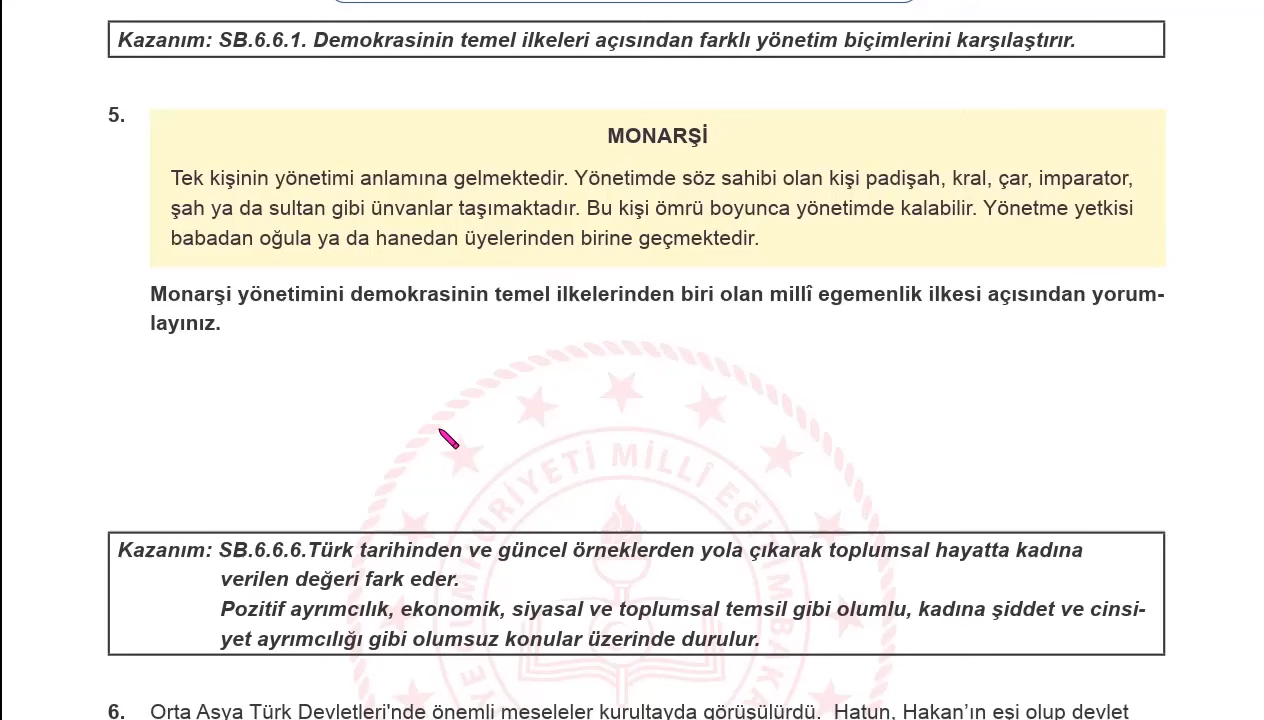 Kazanım: SB.6.6.1. Demokrasinin temel ilkeleri açısından farklı yönetim biçimlerini karşılaştırır.
5.
MONARŞİ
Tek kişinin yönetimi anlamına gelmektedir. Yönetimde söz sahibi olan kişi padişah, kral, çar, imparator,
şah ya da sultan gibi ünvanlar taşımaktadır. Bu kişi ömrü boyunca yönetimde kalabilir. Yönetme yetkisi
babadan oğula ya da hanedan üyelerinden birine geçmektedir.
Monarşi yönetimini demokrasinin temel ilkelerinden biri olan millî egemenlik ilkesi açısından yorum-
layınız.
Kazanım: SB.6.6.6.Türk tarihinden ve güncel örneklerden yola çıkarak toplumsal hayatta kadına
verilen değeri fark eder.
Pozitif ayrımcılık, ekonomik, siyasal ve toplumsal temsil gibi olumlu, kadına şiddet ve cinsi-
yet ayrımcılığı gibi olumsuz konular üzerinde durulur.
6. Orta Asya Türk Devletleri'nde önemli meseleler kurultayda görüşülürdü. Hatun, Hakan’ın eşi olup devlet